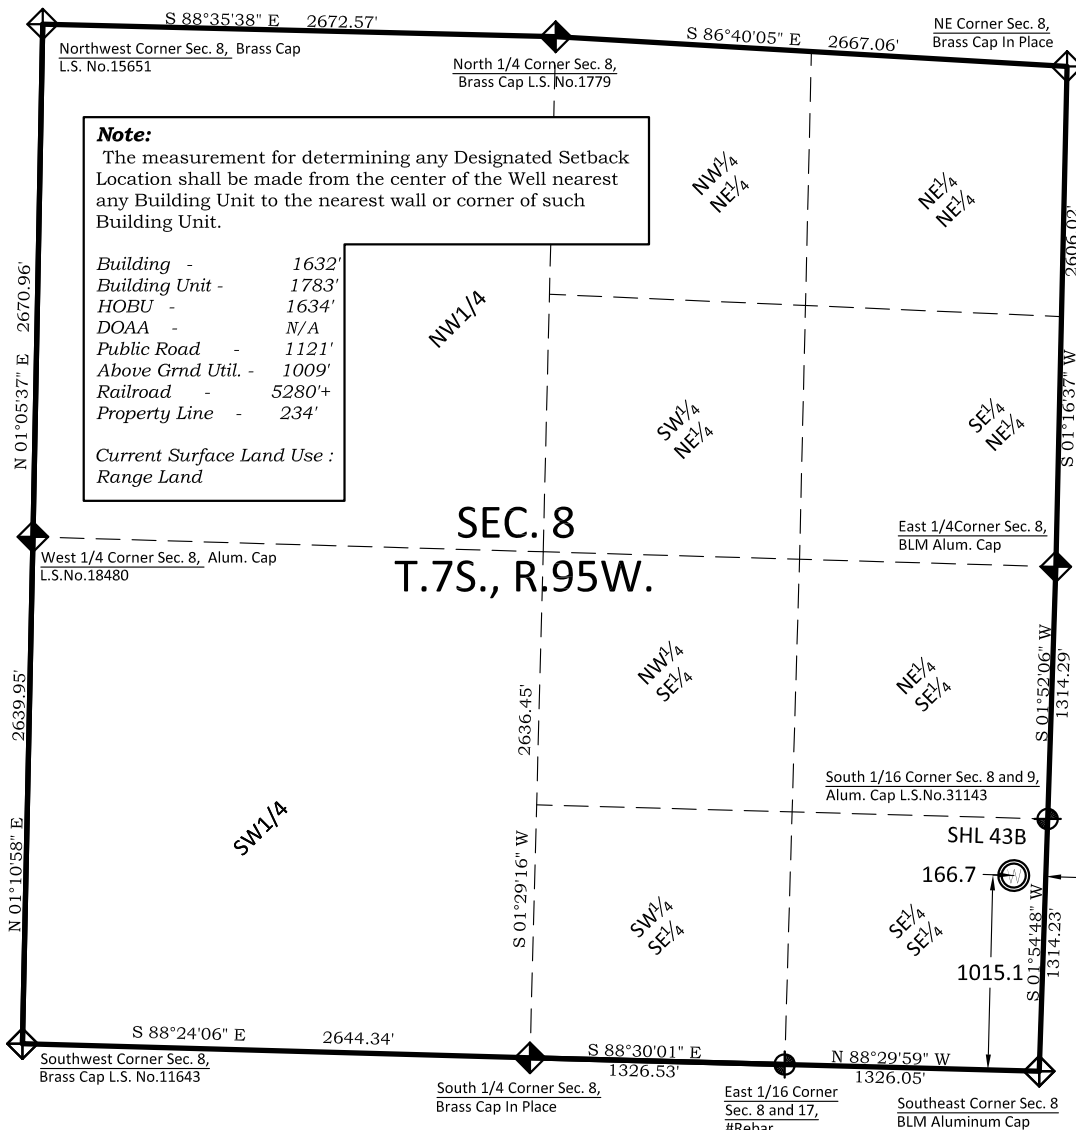 S 88°35'38" E 2672.57'
S 86°40'05" E 2667.06'
NE Corner Sec. 8,
Brass Cap In Place
Northwest Corner Sec. 8, Brass Cap
L.S. No.15651
North 1/4 Corner Sec. 8,
Brass Cap L.S. No.1779
Note:
The measurement for determining any Designated Setback
Location shall be made from the center of the Well nearest
any Building Unit to the nearest wall or corner of such
Building Unit.
Building - 1632'
Building Unit - 1783'
HOBU - 1634'
DOAA - N/A
Public Road - 1121'
Above Grnd Util. - 1009'
Railroad - 5280'+
Property Line - 234'
Current Surface Land Use :
Range Land
NW1/4
NE1/4
NE1/4
NE1/4
N 01°05'37" E 2670.96'
NW1/4
S 01°16'37" W 2606.02'
SW1/4
NE1/4
SE1/4
NE1/4
SEC. 8
T.7S., R.95W.
East 1/4Corner Sec. 8,
BLM Alum. Cap
West 1/4 Corner Sec. 8, Alum. Cap
L.S.No.18480
NW1/4
SE1/4
NE1/4
SE1/4
S 01°52'06" W
1314.29'
N 01°10'58" E 2639.95'
S 01°29'16" W 2636.45'
SW1/4
South 1/16 Corner Sec. 8 and 9,
Alum. Cap L.S.No.31143
SHL 43B
166.7
SW1/4
SE1/4
SE1/4
SE1/4
1015.1
S 01°54'48" W
1314.23'
S 88°24'06" E 2644.34'
S 88°30'01" E
1326.53'
N 88°29'59" W
1326.05'
Southwest Corner Sec. 8,
Brass Cap L.S. No.11643
South 1/4 Corner Sec. 8,
Brass Cap In Place
East 1/16 Corner
Sec. 8 and 17,
#Rebar
Southeast Corner Sec. 8
BLM Aluminum Cap